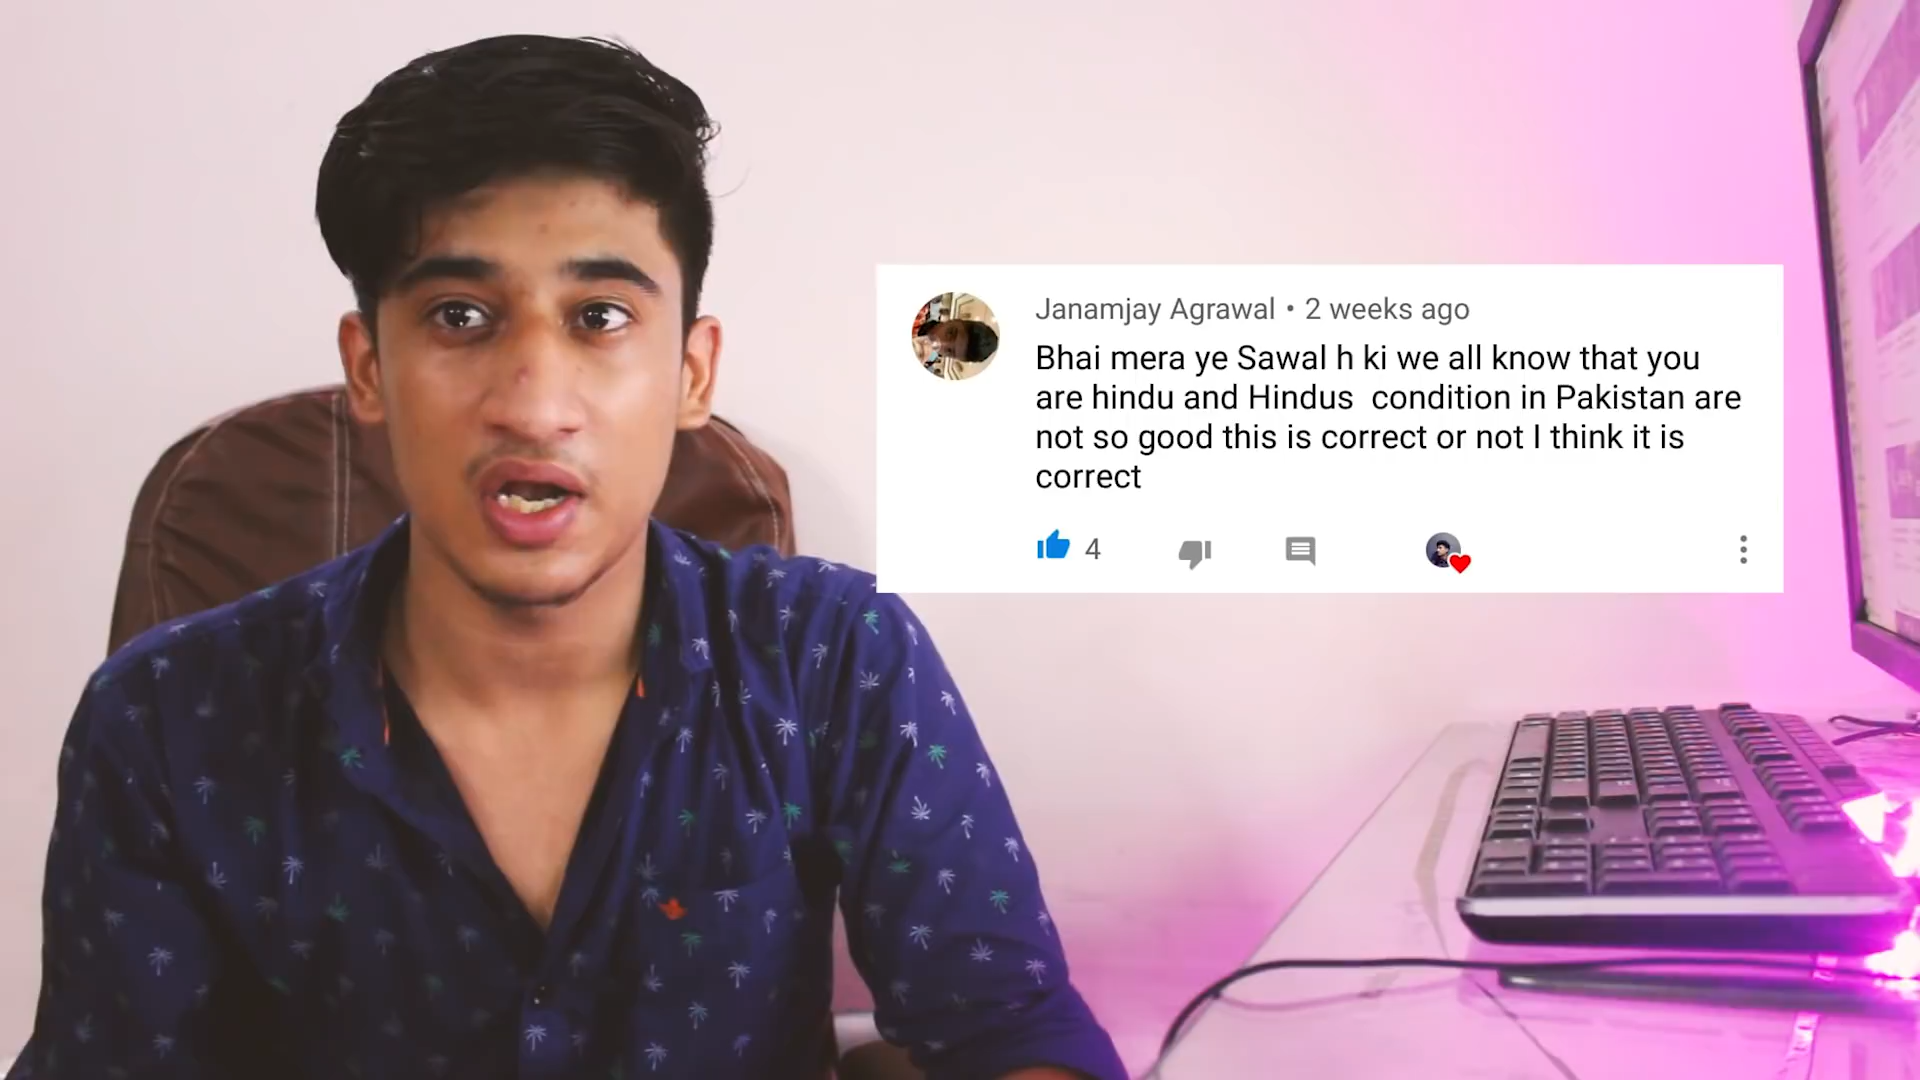 Janamjay Agrawal • 2 weeks ago
Bhai mera ye Sawal h ki we all know that you
are hindu and Hindus  condition in Pakistan are
not so good this is correct or not I think it is
correct
4